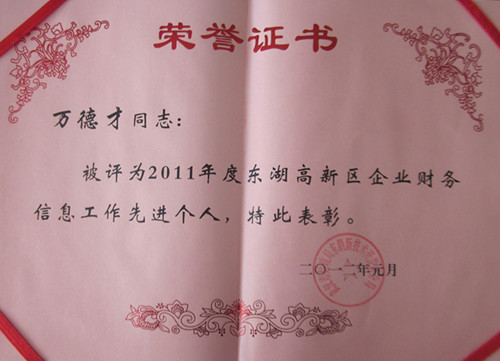 荣誉证书
万德才同志：
被评为2011年度东湖高新区企业财务
信息工作先进个人，特此表彰。
二〇一二年元月